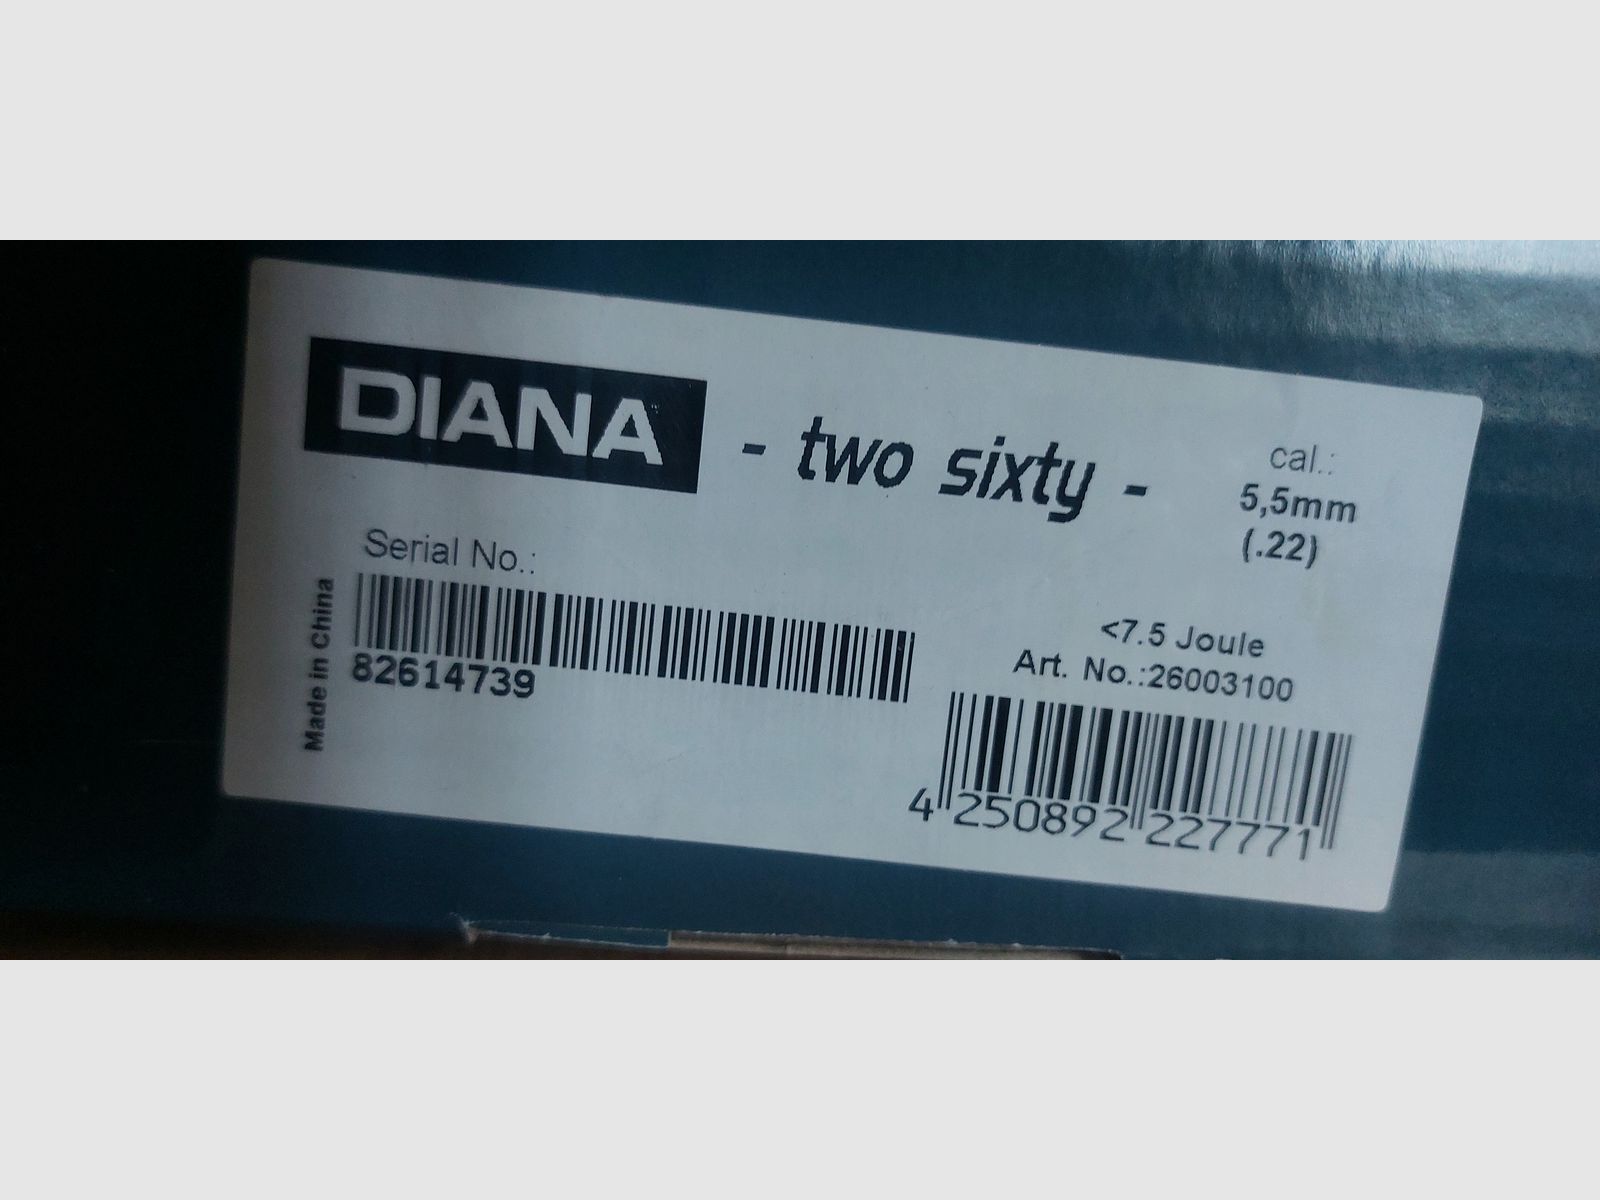 DIANA
- two sixty -
cal.:
5,5mm
(.22)
Serial No.:
82614739
Made in China
<7.5 Joule
Art. No.:26003100
4 250892 227771